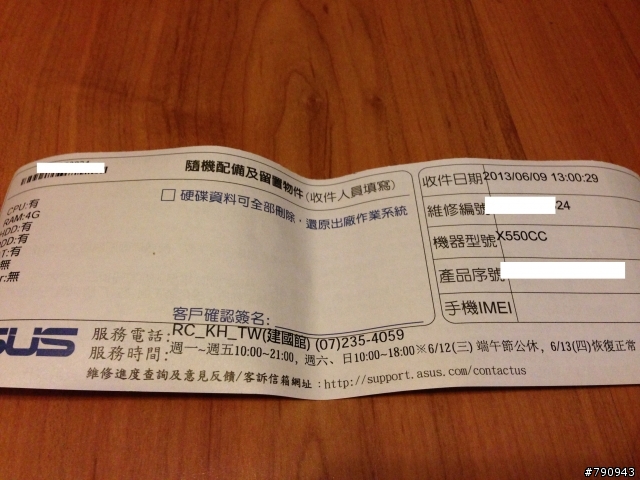 隨機配備及留置物件(收件人員填寫)
CPU:有
RAM:4G
HDD:有
ODD:有
T:有
無
r:無
□ 硬碟資料可全部刪除，還原出廠作業系統
客戶確認簽名:
收件日期 2013/06/09 13:00:29
維修編號 /24
機器型號 X550CC
產品序號
手機IMEI
SUS
服務電話: RC_KH_TW(建國館) (07)235-4059
服務時間: 週一~週五10:00~21:00, 週六、日10:00~18:00※6/12(三) 端午節公休, 6/13(四)恢復正常
維修進度查詢及意見反饋/客訴信箱網址：http://support.asus.com/contactus
#790943